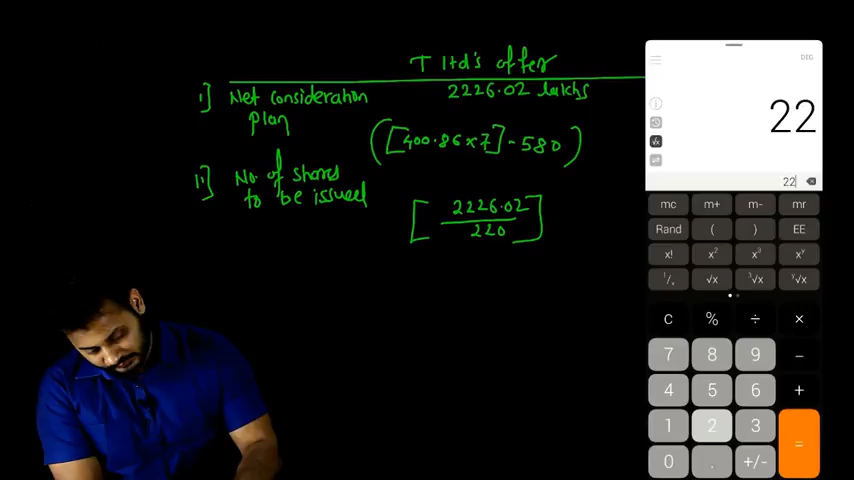 T ltd's offer
1] Net consideration 2226.02 lakhs
plan
([400.86×7] - 580)
11] No. of shares
to be issued
[2226.02
220]
DEG
22
22
mc m+ m- mr
Rand ( ) EE
x! x² x³ xʸ
¹/ₓ √x ³√x ʸ√x
C % ÷ ×
7 8 9 −
4 5 6 +
1 2 3 =
0 . +/-